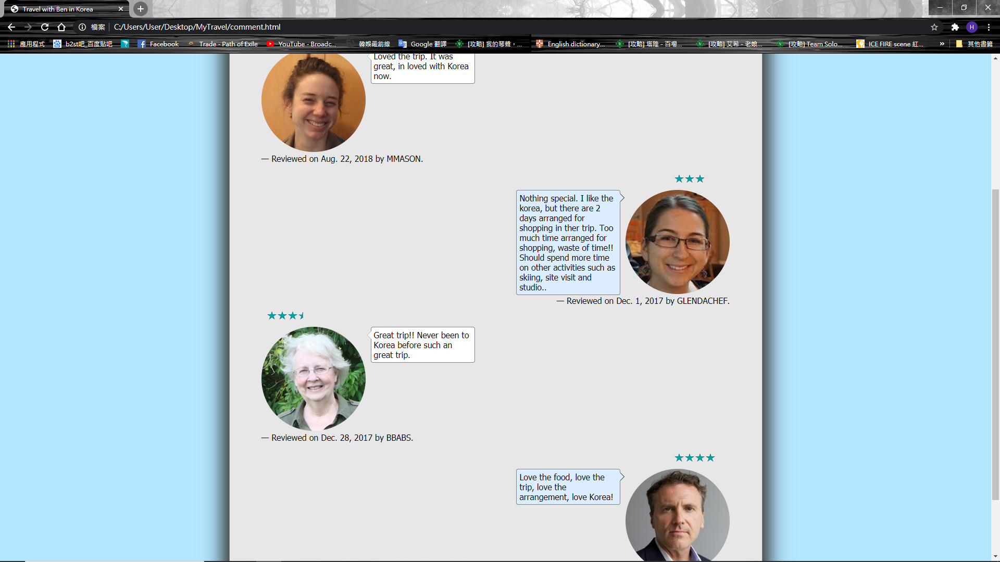 Travel with Ben in Korea
檔案
C:/Users/User/Desktop/MyTravel/comment.html
H
應用程式
b2st吧_百度貼吧
Facebook
Trade - Path of Exile
YouTube - Broadc...
韓娛最前線
Google 翻譯
[攻略] 我的琴聲，...
English dictionary...
[攻略] 塔隆 - 百場...
[攻略] 艾希 - 老娘...
[攻略] Team Solo...
ICE FIRE scene 紅...
»
其他書籤
Loved the trip. It was
great, in loved with Korea
now.
— Reviewed on Aug. 22, 2018 by MMASON.
Nothing special. I like the
korea, but there are 2
days arranged for
shopping in ther trip. Too
much time arranged for
shopping, waste of time!!
Should spend more time
on other activities such as
skiing, site visit and
studio..
— Reviewed on Dec. 1, 2017 by GLENDACHEF.
Great trip!! Never been to
Korea before such an
great trip.
— Reviewed on Dec. 28, 2017 by BBABS.
Love the food, love the
trip, love the
arrangement, love Korea!